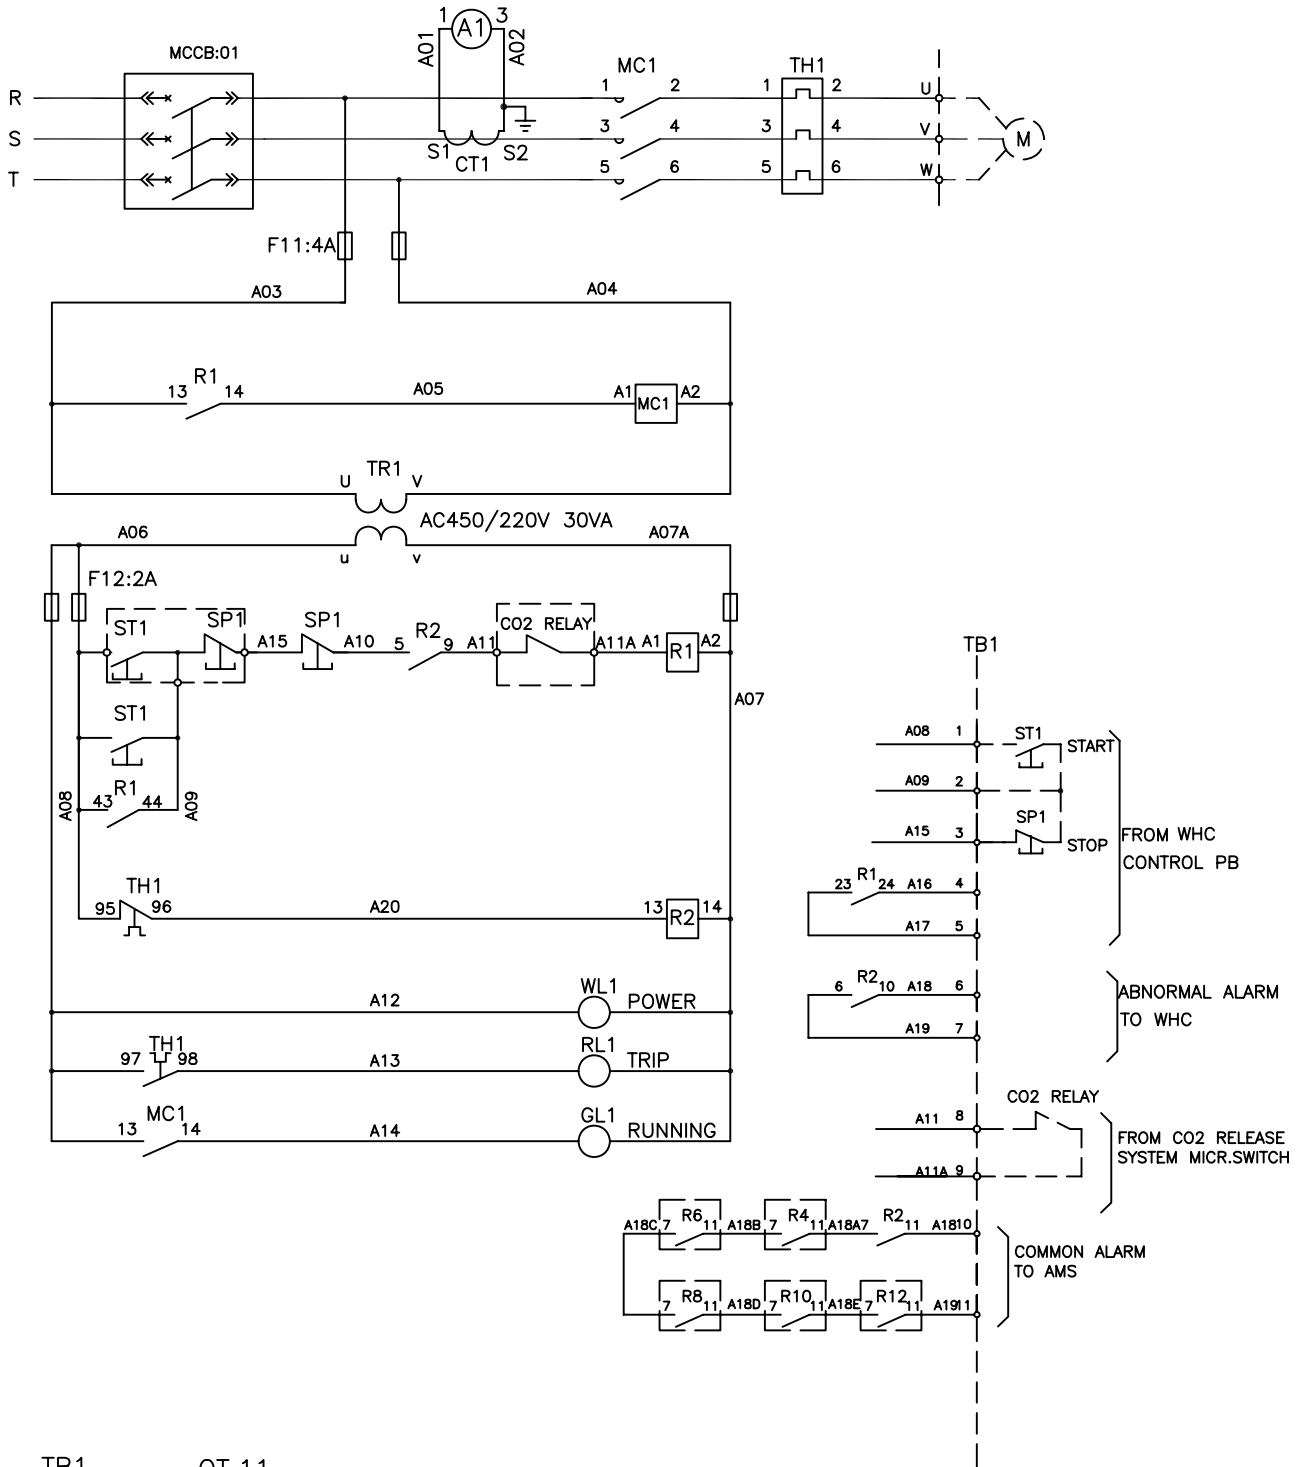 1 A1 3
A01 A02
MCCB:01
MC1
TH1
R 1 2 1 2 U
S 3 4 3 4 V M
S1 CT1 S2
T 5 6 5 6 W
F11:4A
A03 A04
R1
13 14 A05 A1 MC1 A2
TR1
U V
AC450/220V 30VA
A06 A07A
u v
F12:2A
ST1 SP1 SP1 R2 CO2 RELAY
A15 A10 5 9 A11 A11A A1 R1 A2
A07
ST1
R1
A08 43 44 A09
TH1
95 96 A20 13 R2 14
WL1
A12 POWER
TH1 RL1
97 98 A13 TRIP
MC1 GL1
13 14 A14 RUNNING
TB1
A08 1 ST1 START
A09 2
SP1
A15 3 STOP
FROM WHC
CONTROL PB
R1
23 24 A16 4
A17 5
R2
6 10 A18 6
A19 7
ABNORMAL ALARM
TO WHC
CO2 RELAY
A11 8
A11A 9
FROM CO2 RELEASE
SYSTEM MICR.SWITCH
R6 R4 R2
A18C 7 11 A18B 7 11 A18A 7 11 A18 10
R8 R10 R12
7 11 A18D 7 11 A18E 7 11 A19 11
COMMON ALARM
TO AMS
TR1 OT-11